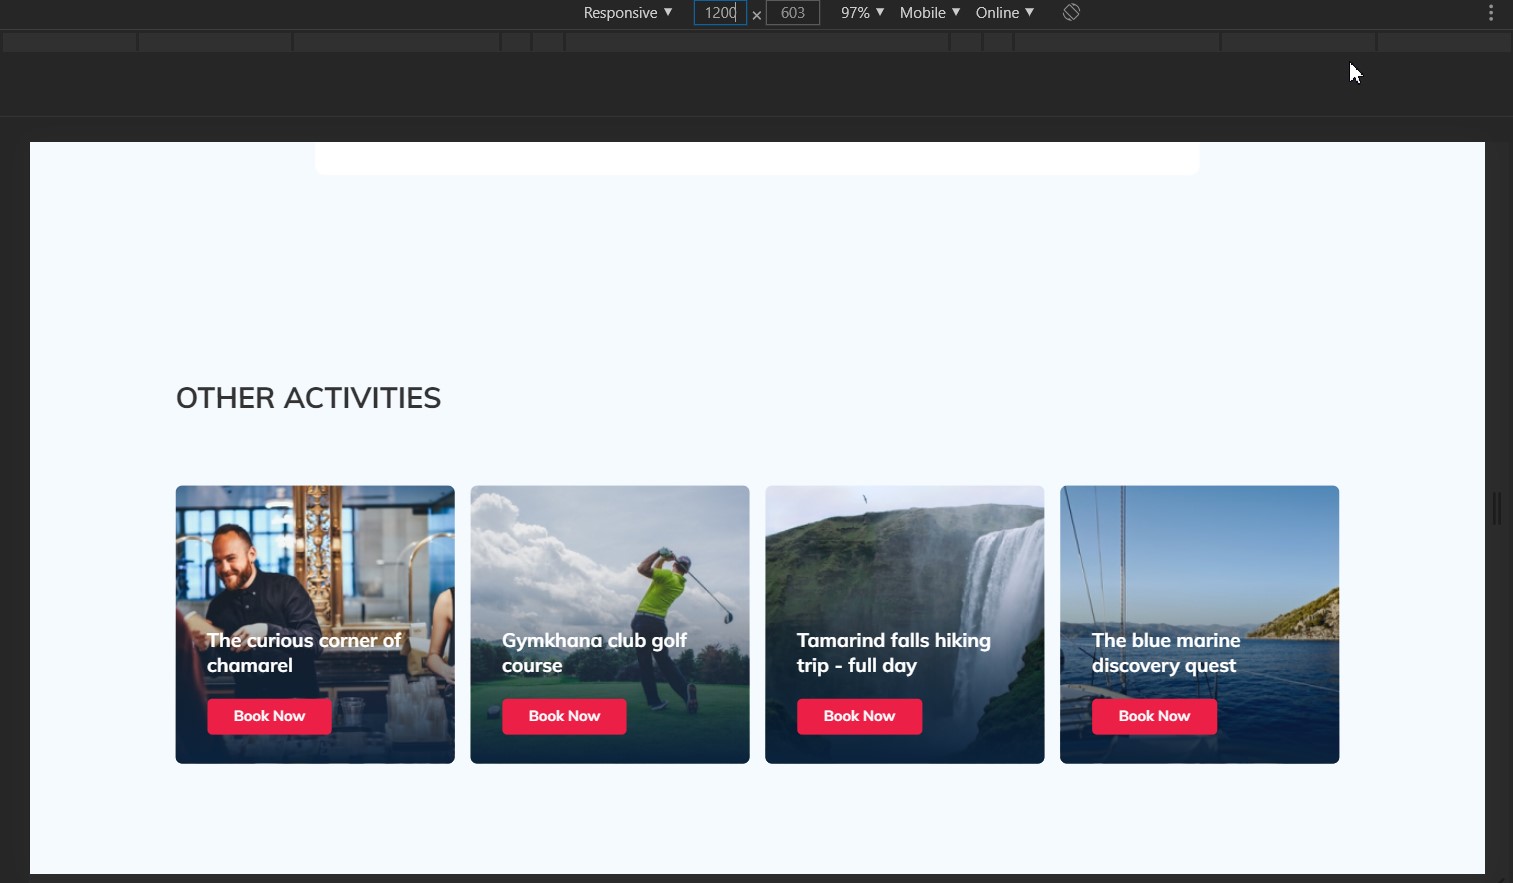 Responsive ▼ 1200 × 603 97% ▼ Mobile ▼ Online ▼
OTHER ACTIVITIES
The curious corner of
chamarel
Book Now
Gymkhana club golf
course
Book Now
Tamarind falls hiking
trip - full day
Book Now
The blue marine
discovery quest
Book Now